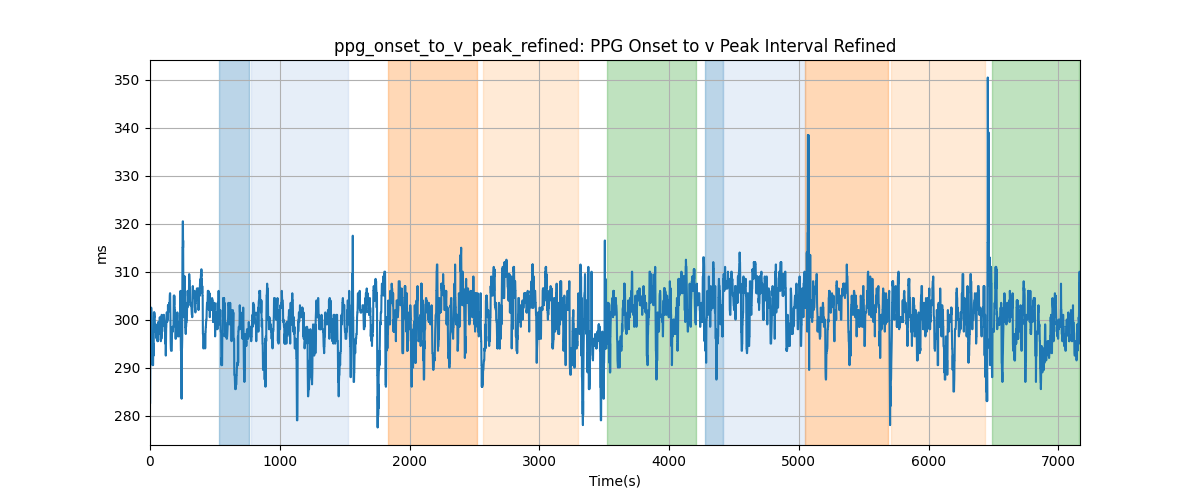 ppg_onset_to_v_peak_refined: PPG Onset to v Peak Interval Refined
350
340
330
320
310
300
290
280
ms
0 1000 2000 3000 4000 5000 6000 7000
Time(s)